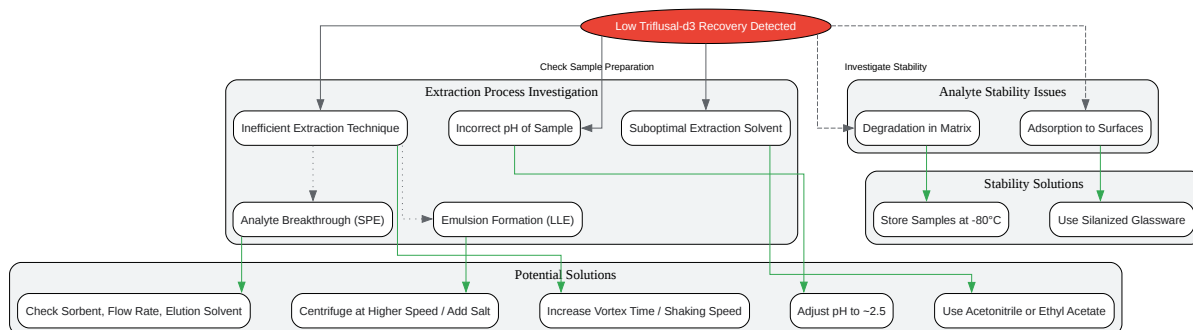 Low Triflusal-d3 Recovery Detected
Check Sample Preparation
Investigate Stability
Extraction Process Investigation
Analyte Stability Issues
Inefficient Extraction Technique
Incorrect pH of Sample
Suboptimal Extraction Solvent
Degradation in Matrix
Adsorption to Surfaces
Stability Solutions
Analyte Breakthrough (SPE)
Emulsion Formation (LLE)
Store Samples at -80°C
Use Silanized Glassware
Potential Solutions
Check Sorbent, Flow Rate, Elution Solvent
Centrifuge at Higher Speed / Add Salt
Increase Vortex Time / Shaking Speed
Adjust pH to ~2.5
Use Acetonitrile or Ethyl Acetate